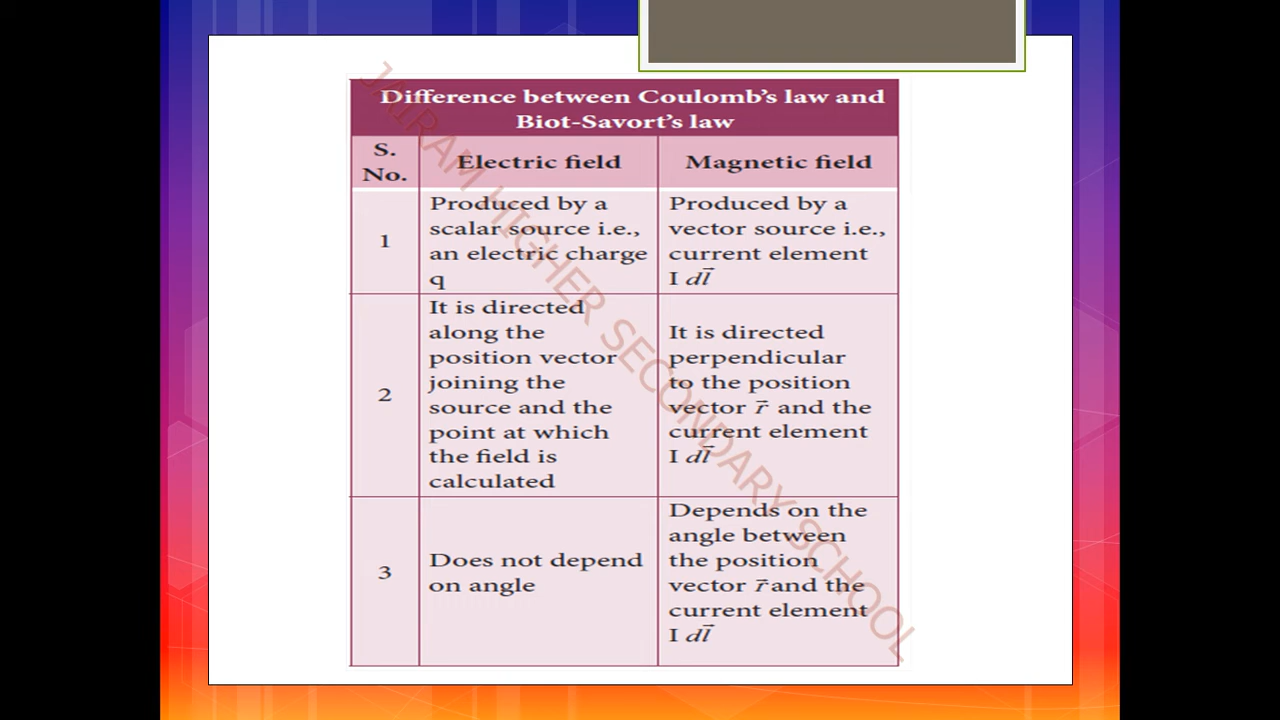 Difference between Coulomb's law and
Biot-Savort's law
S.
No.
Electric field
Magnetic field
1
Produced by a
scalar source i.e.,
an electric charge
q
Produced by a
vector source i.e.,
current element
I dl⃗
2
It is directed
along the
position vector
joining the
source and the
point at which
the field is
calculated
It is directed
perpendicular
to the position
vector r⃗ and the
current element
I dl⃗
3
Does not depend
on angle
Depends on the
angle between
the position
vector r⃗ and the
current element
I dl⃗
JAIRAM HIGHER SECONDARY SCHOOL